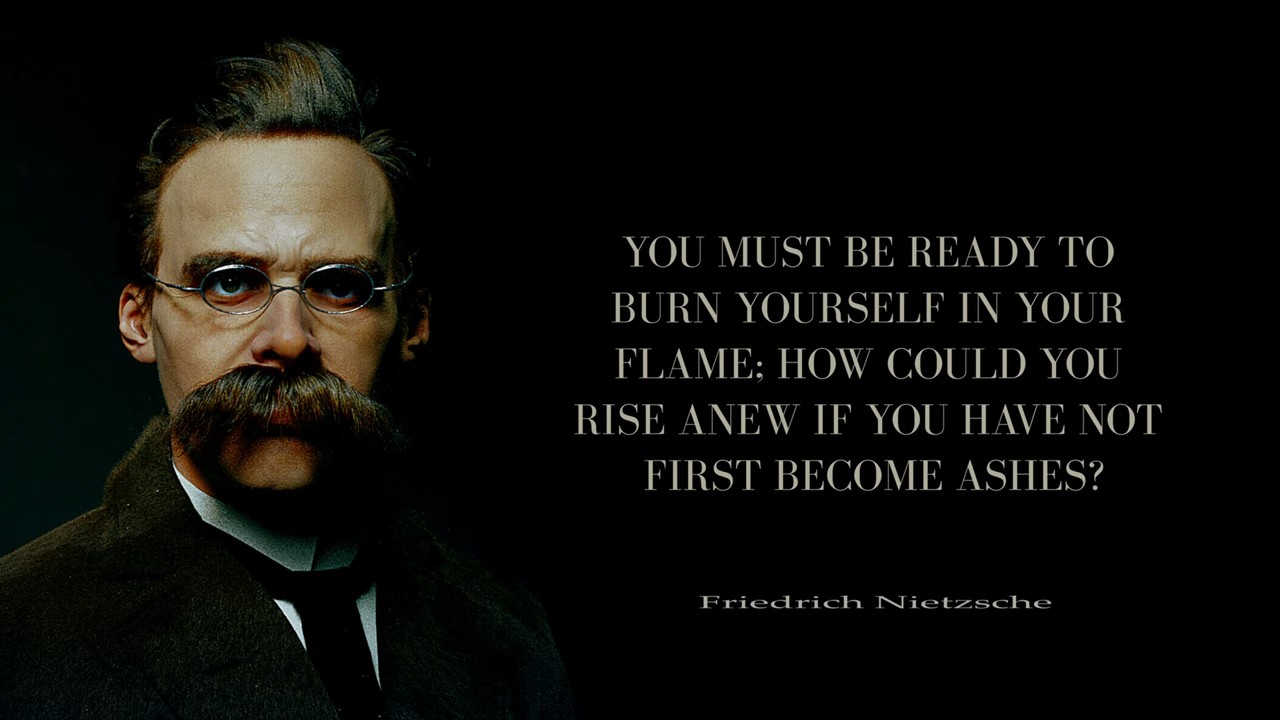 YOU MUST BE READY TO
BURN YOURSELF IN YOUR
FLAME; HOW COULD YOU
RISE ANEW IF YOU HAVE NOT
FIRST BECOME ASHES?
Friedrich Nietzsche